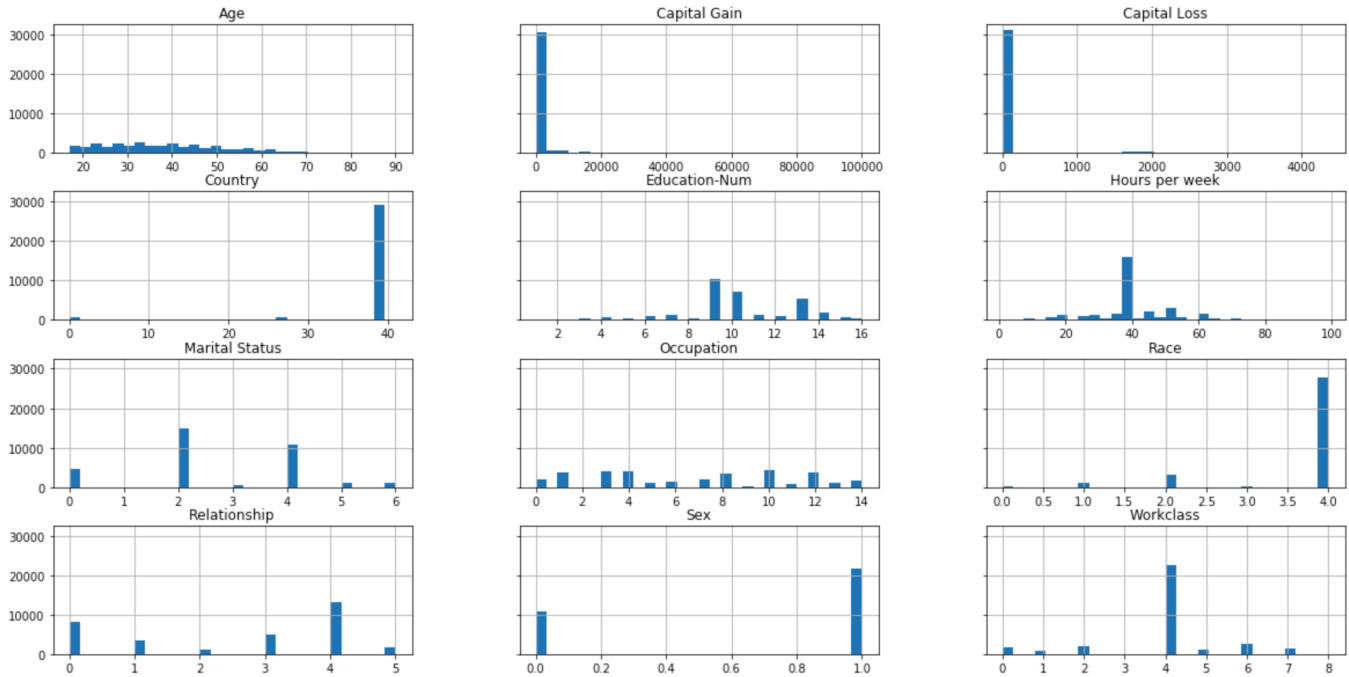 Age Capital Gain Capital Loss
30000
20000
10000
0
20 30 40 50 60 70 80 90 0 20000 40000 60000 80000 100000 0 1000 2000 3000 4000
Country Education-Num Hours per week
30000
20000
10000
0
0 10 20 30 40 2 4 6 8 10 12 14 16 0 20 40 60 80 100
Marital Status Occupation Race
30000
20000
10000
0
0 1 2 3 4 5 6 0 2 4 6 8 10 12 14 0.0 0.5 1.0 1.5 2.0 2.5 3.0 3.5 4.0
Relationship Sex Workclass
30000
20000
10000
0
0 1 2 3 4 5 0.0 0.2 0.4 0.6 0.8 1.0 0 1 2 3 4 5 6 7 8